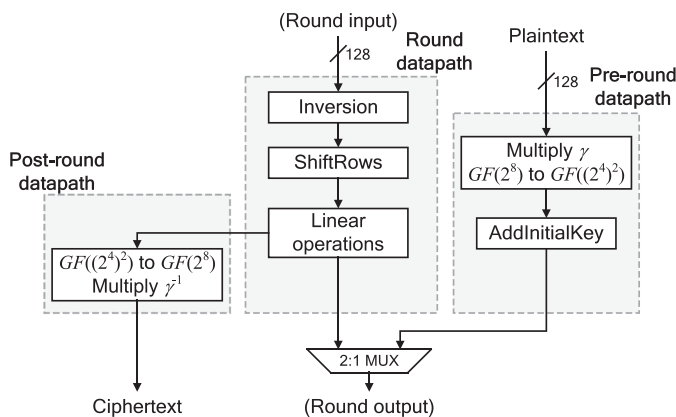 (Round input)
128
Round
datapath
Plaintext
128
Pre-round
datapath
Inversion
ShiftRows
Linear
operations
Multiply γ
GF(2⁸) to GF((2⁴)²)
AddInitialKey
Post-round
datapath
GF((2⁴)²) to GF(2⁸)
Multiply γ⁻¹
2:1 MUX
Ciphertext
(Round output)